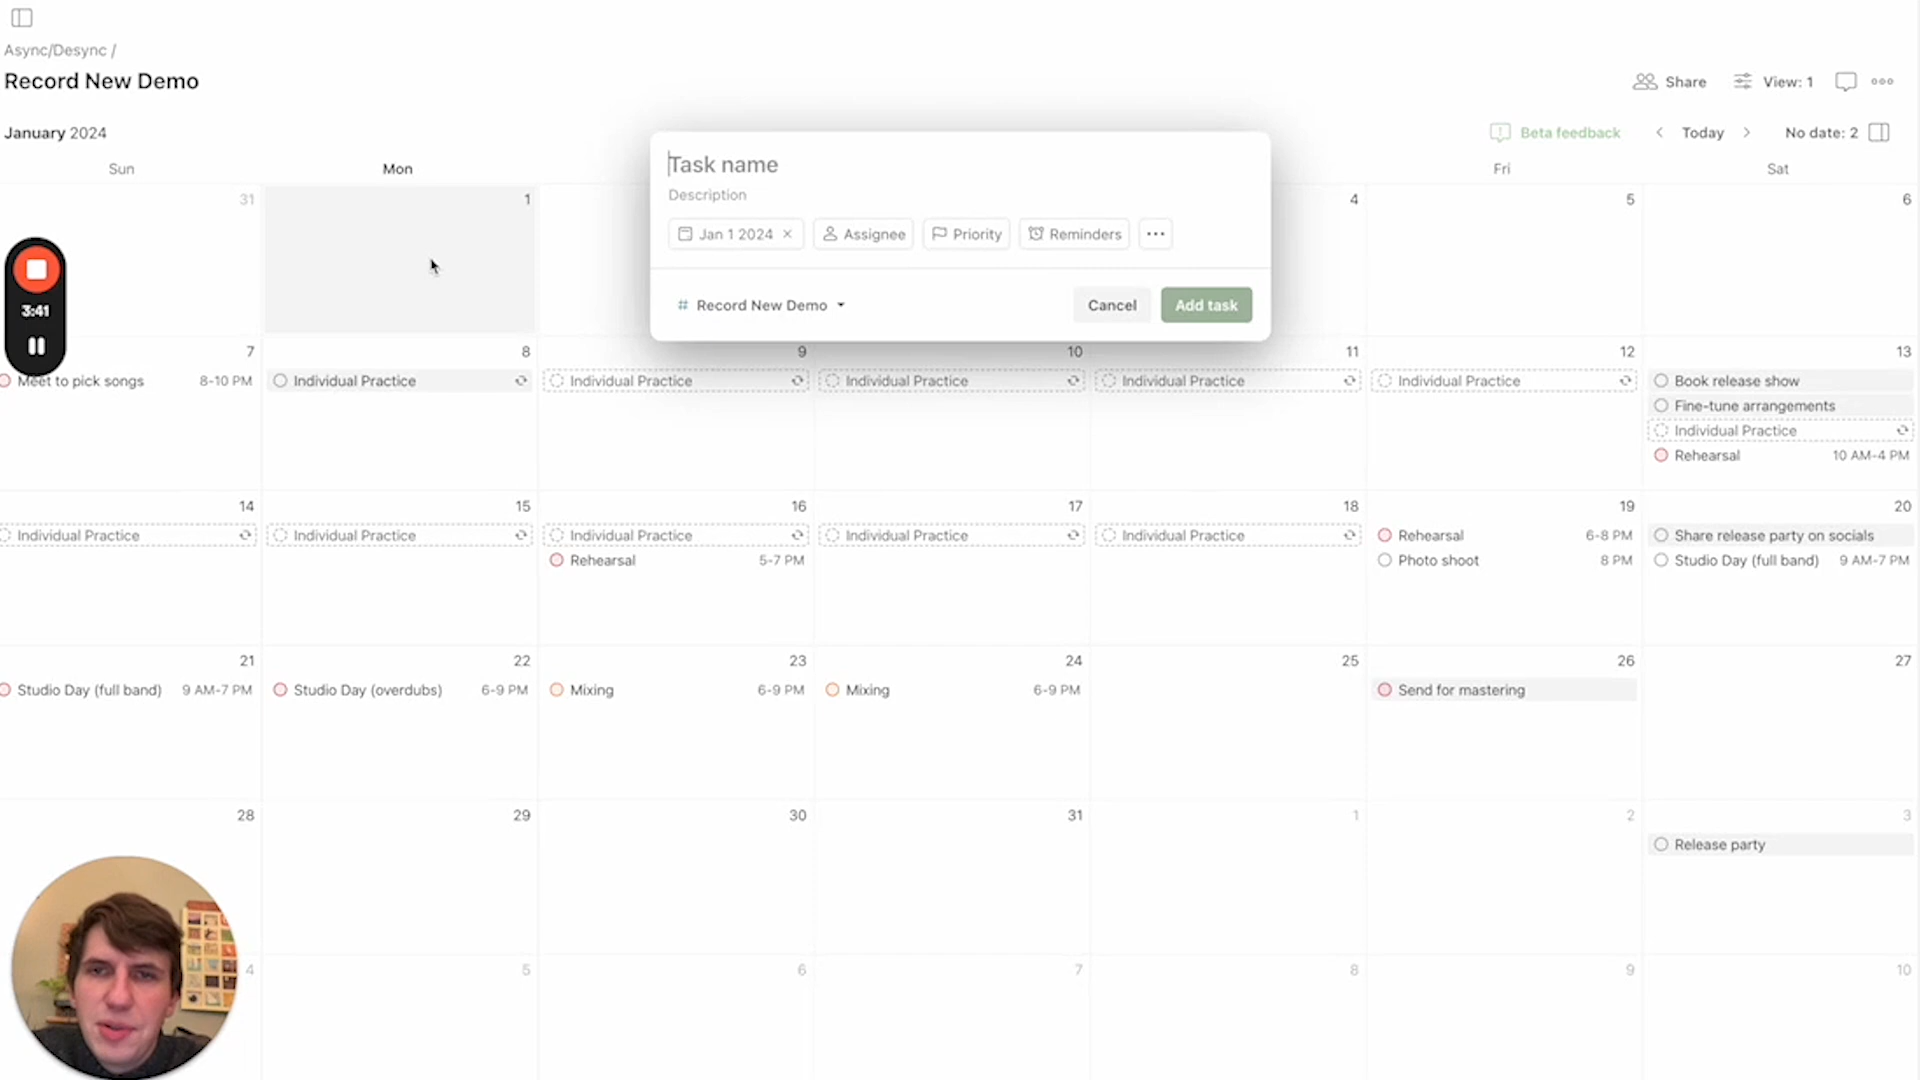 Async/Desync /
Record New Demo
Share
View: 1
January 2024
Beta feedback
Today
No date: 2
Sun
Mon
Fri
Sat
Task name
Description
Jan 1 2024
Assignee
Priority
Reminders
Record New Demo
Cancel
Add task
31
1
4
5
6
3:41
7
8
9
10
11
12
13
Meet to pick songs 8-10 PM
Individual Practice
Individual Practice
Individual Practice
Individual Practice
Individual Practice
Book release show
Fine-tune arrangements
Individual Practice
Rehearsal 10 AM-4 PM
14
15
16
17
18
19
20
Individual Practice
Individual Practice
Individual Practice
Individual Practice
Individual Practice
Rehearsal 6-8 PM
Share release party on socials
Rehearsal 5-7 PM
Photo shoot 8 PM
Studio Day (full band) 9 AM-7 PM
21
22
23
24
25
26
27
Studio Day (full band) 9 AM-7 PM
Studio Day (overdubs) 6-9 PM
Mixing 6-9 PM
Mixing 6-9 PM
Send for mastering
28
29
30
31
1
2
3
Release party
4
5
6
7
8
9
10